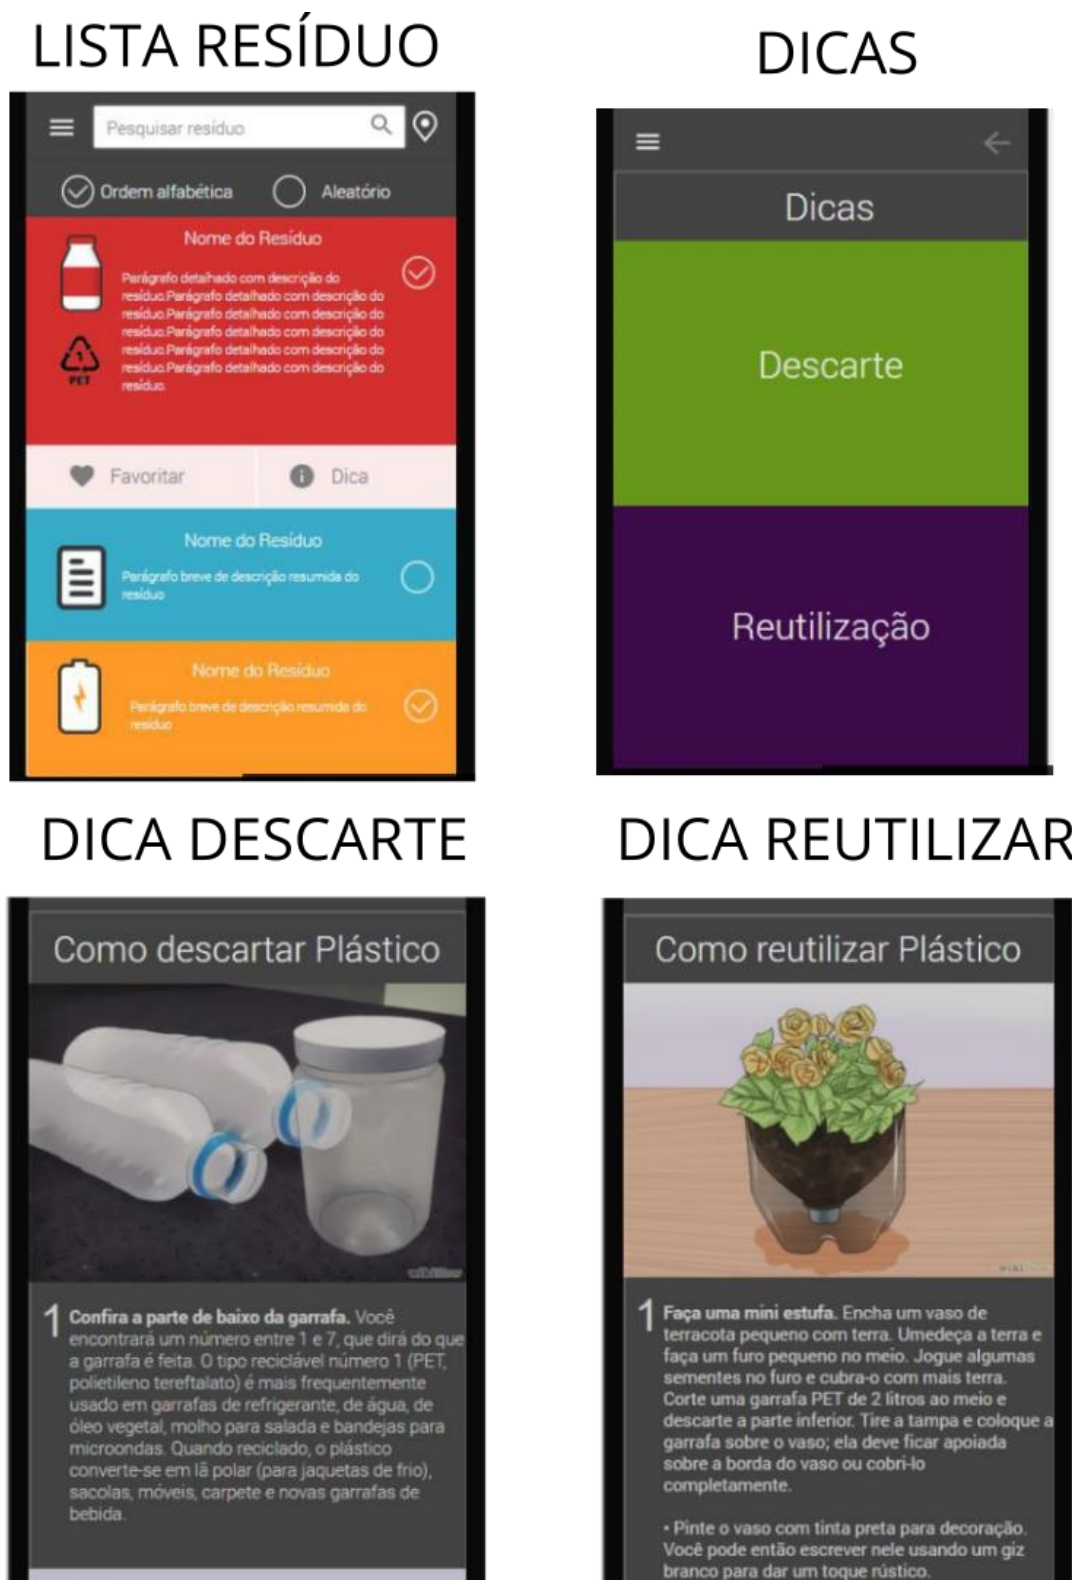 LISTA RESÍDUO
Pesquisar resíduo
Ordem alfabética
Aleatório
Nome do Resíduo
Parágrafo detalhado com descrição do
resíduo.Parágrafo detalhado com descrição do
resíduo.Parágrafo detalhado com descrição do
resíduo.Parágrafo detalhado com descrição do
resíduo.Parágrafo detalhado com descrição do
resíduo.Parágrafo detalhado com descrição do
resíduo.
1
PET
Favoritar
Dica
Nome do Resíduo
Parágrafo breve de descrição resumida do
resíduo
Nome do Resíduo
Parágrafo breve de descrição resumida do
resíduo
DICAS
Dicas
Descarte
Reutilização
DICA DESCARTE
Como descartar Plástico
wikiHow
1 Confira a parte de baixo da garrafa. Você
encontrará um número entre 1 e 7, que dirá do que
a garrafa é feita. O tipo reciclável número 1 (PET,
polietileno tereftalato) é mais frequentemente
usado em garrafas de refrigerante, de água, de
óleo vegetal, molho para salada e bandejas para
microondas. Quando reciclado, o plástico
converte-se em lã polar (para jaquetas de frio),
sacolas, móveis, carpete e novas garrafas de
bebida.
DICA REUTILIZAR
Como reutilizar Plástico
wikiHow
1 Faça uma mini estufa. Encha um vaso de
terracota pequeno com terra. Umedeça a terra e
faça um furo pequeno no meio. Jogue algumas
sementes no furo e cubra-o com mais terra.
Corte uma garrafa PET de 2 litros ao meio e
descarte a parte inferior. Tire a tampa e coloque a
garrafa sobre o vaso; ela deve ficar apoiada
sobre a borda do vaso ou cobri-lo
completamente.
• Pinte o vaso com tinta preta para decoração.
Você pode então escrever nele usando um giz
branco para dar um toque rústico.